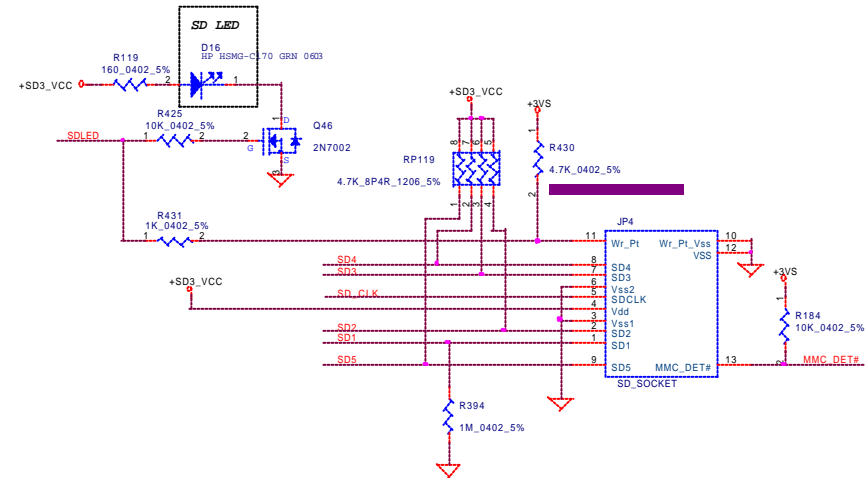 SD LED
D16
HP HSMG-C170 GRN 0603
R119
160_0402_5%
+SD3_VCC
2
1
R425
10K_0402_5%
SDLED
1
2
2
G
1
D
S
3
Q46
2N7002
+SD3_VCC
8
7
6
5
RP119
4.7K_8P4R_1206_5%
1
2
3
4
+3VS
1
R430
4.7K_0402_5%
2
R431
1K_0402_5%
1
2
JP4
11
Wr_Pt
Wr_Pt_Vss
10
VSS
12
SD4
8
SD4
SD3
7
SD3
6
Vss2
SD_CLK
5
SDCLK
+SD3_VCC
4
Vdd
3
Vss1
SD2
2
SD2
SD1
1
SD1
SD5
9
SD5
MMC_DET#
13
MMC_DET#
SD_SOCKET
+3VS
1
R184
10K_0402_5%
2
R394
1M_0402_5%